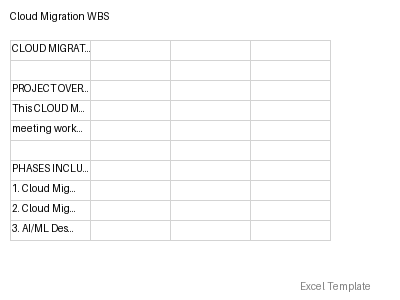 Cloud Migration WBS
CLOUD MIGRAT...
PROJECT OVER...
This CLOUD M...
meeting work...
PHASES INCLU...
1. Cloud Mig...
2. Cloud Mig...
3. AI/ML Des...
Excel Template